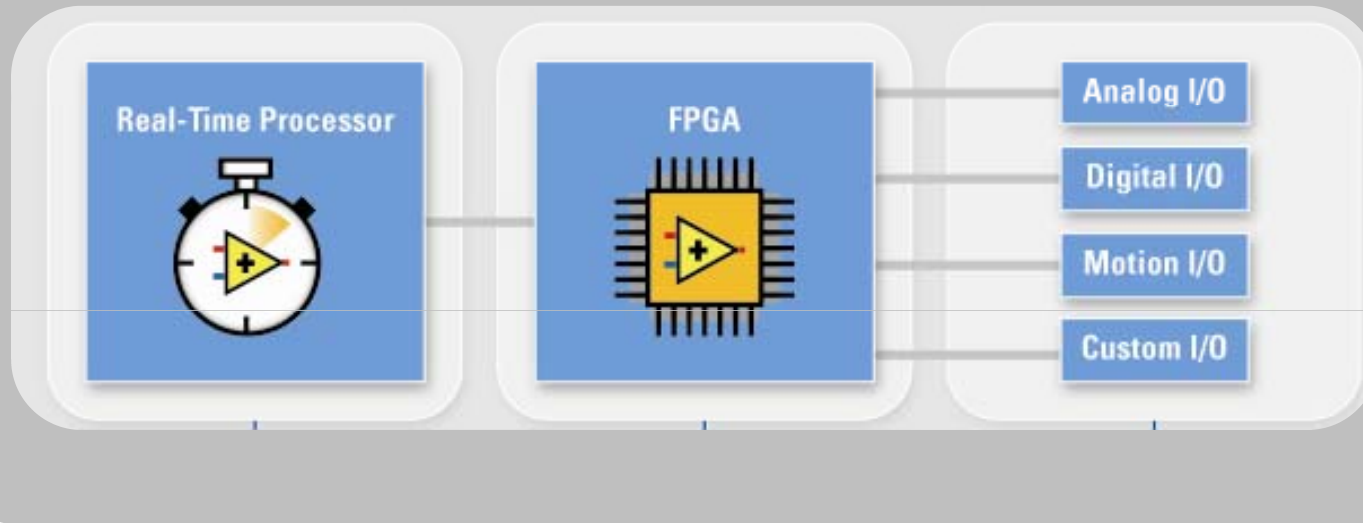 Real-Time Processor
FPGA
Analog I/O
Digital I/O
Motion I/O
Custom I/O